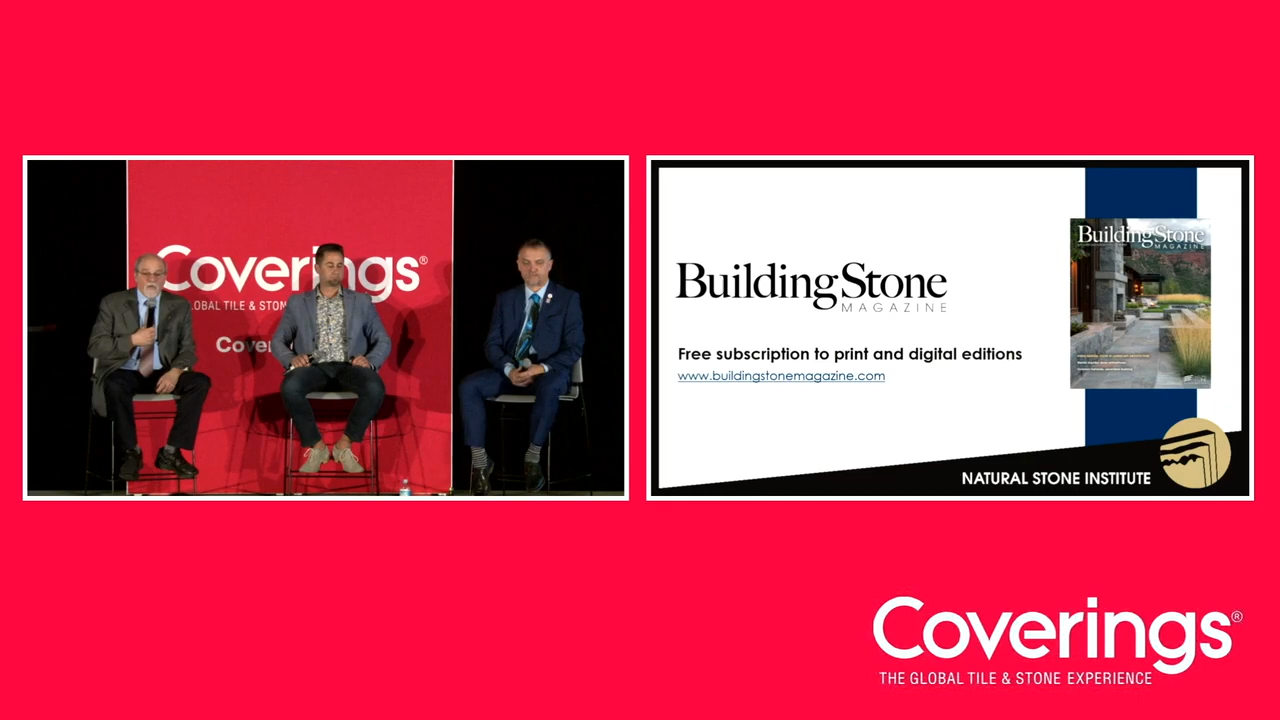 Coverings®
GLOBAL TILE & STON
Cove
BuildingStone
MAGAZINE
Free subscription to print and digital editions
www.buildingstonemagazine.com
BuildingStone
MAGAZINE
NATURAL STONE INSTITUTE
Coverings®
THE GLOBAL TILE & STONE EXPERIENCE